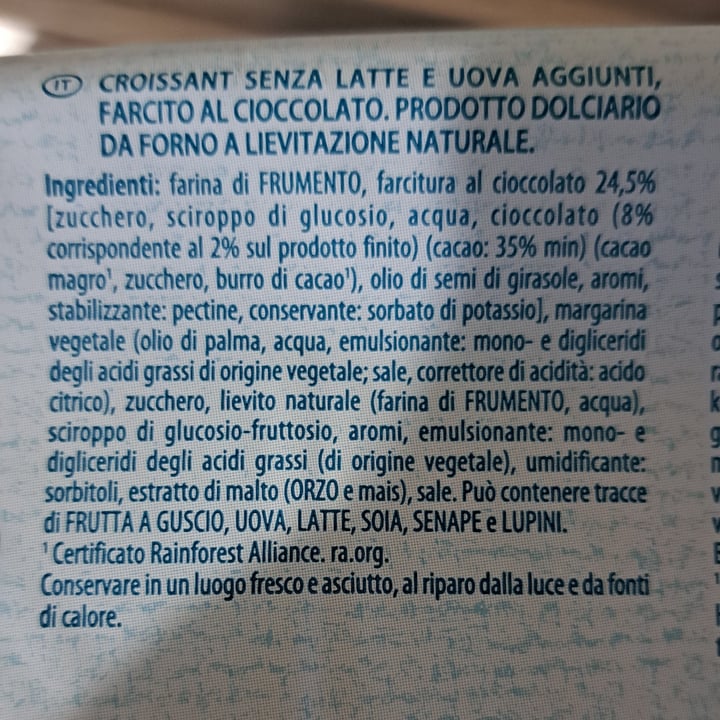 IT CROISSANT SENZA LATTE E UOVA AGGIUNTI,
FARCITO AL CIOCCOLATO. PRODOTTO DOLCIARIO
DA FORNO A LIEVITAZIONE NATURALE.
Ingredienti: farina di FRUMENTO, farcitura al cioccolato 24,5%
[zucchero, sciroppo di glucosio, acqua, cioccolato (8%
corrispondente al 2% sul prodotto finito) (cacao: 35% min) (cacao
magro¹, zucchero, burro di cacao¹), olio di semi di girasole, aromi,
stabilizzante: pectine, conservante: sorbato di potassio], margarina
vegetale (olio di palma, acqua, emulsionante: mono- e digliceridi
degli acidi grassi di origine vegetale; sale, correttore di acidità: acido
citrico), zucchero, lievito naturale (farina di FRUMENTO, acqua),
sciroppo di glucosio-fruttosio, aromi, emulsionante: mono- e
digliceridi degli acidi grassi (di origine vegetale), umidificante:
sorbitoli, estratto di malto (ORZO e mais), sale. Può contenere tracce
di FRUTTA A GUSCIO, UOVA, LATTE, SOIA, SENAPE e LUPINI.
¹ Certificato Rainforest Alliance. ra.org.
Conservare in un luogo fresco e asciutto, al riparo dalla luce e da fonti
di calore.